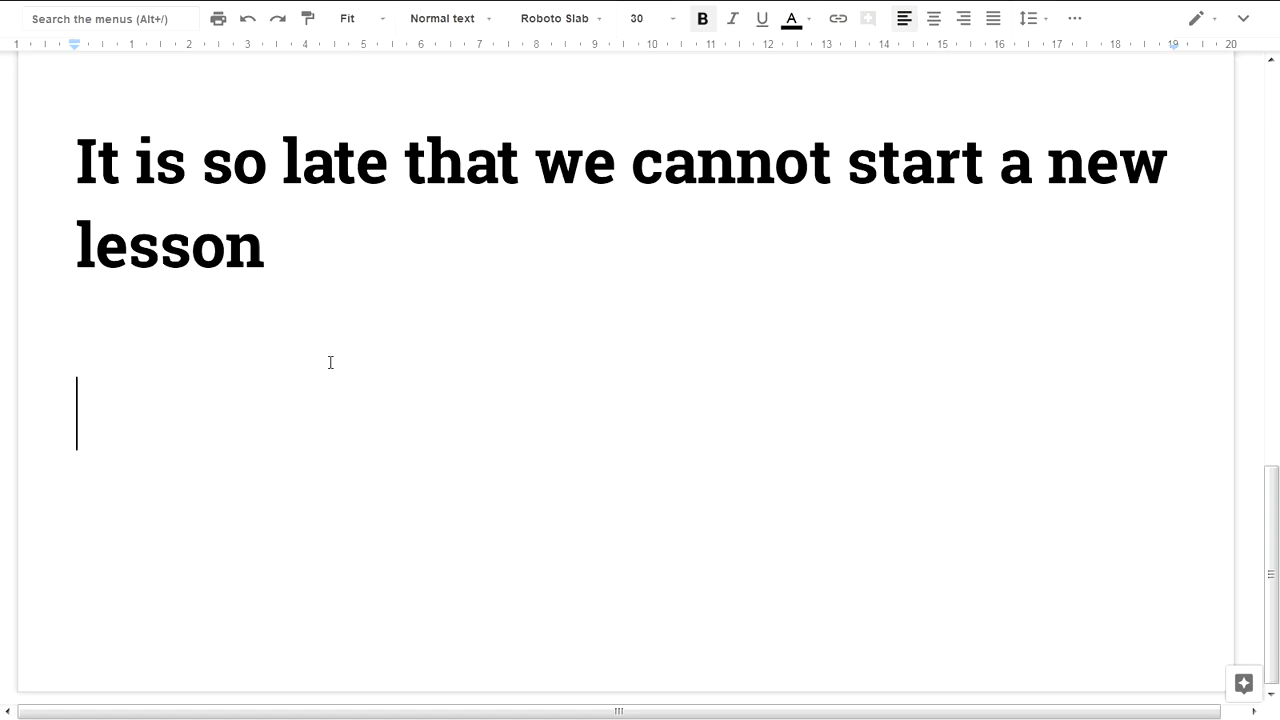 Search the menus (Alt+/) Fit Normal text Roboto Slab 30 B I U A
1 1 2 3 4 5 6 7 8 9 10 11 12 13 14 15 16 17 18 19 20
It is so late that we cannot start a new
lesson